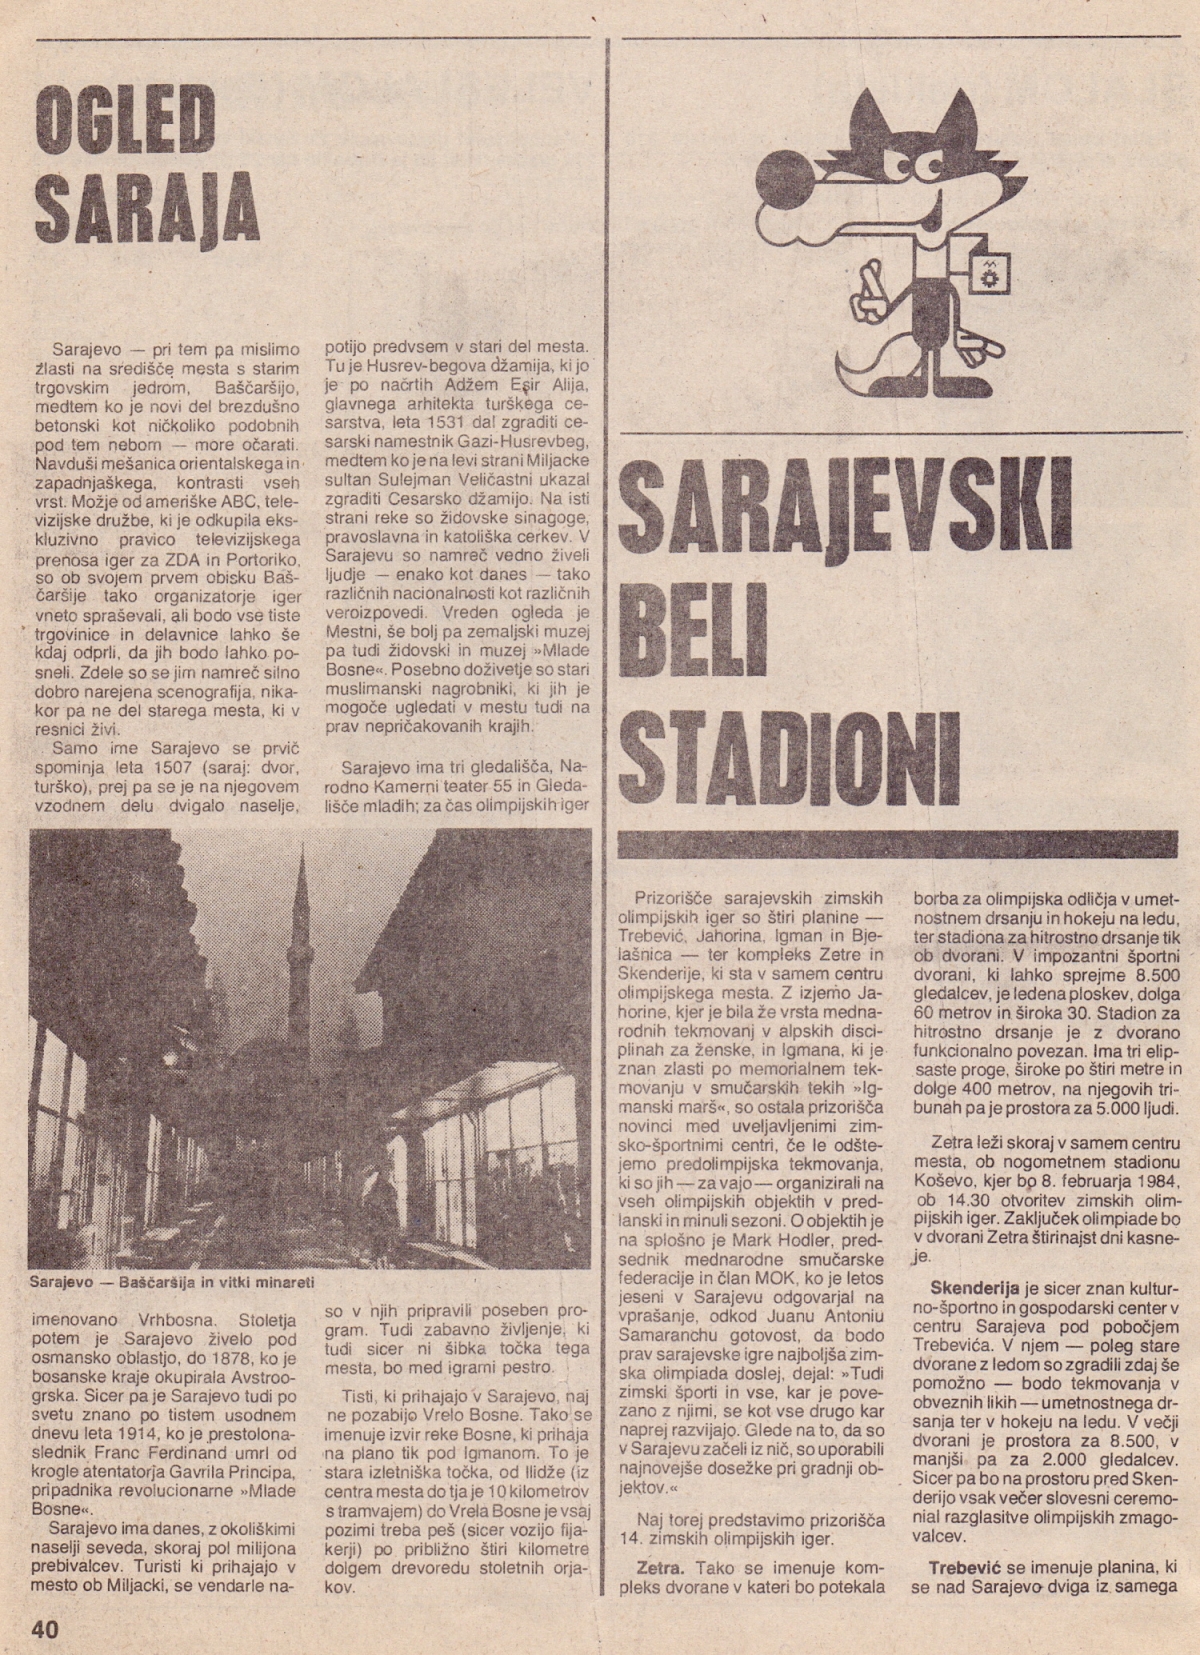 OGLED
SARAJA
Sarajevo — pri tem pa mislimo
zlasti na središče mesta s starim
trgovskim jedrom, Baščaršijo,
medtem ko je novi del brezdušno
betonski kot ničkoliko podobnih
pod tem nebom — more očarati.
Navduši mešanica orientalskega in
zapadnjaškega, kontrasti vseh
vrst. Možje od ameriške ABC, tele-
vizijske družbe, ki je odkupila eks-
kluzivno pravico televizijskega
prenosa iger za ZDA in Portoriko,
so ob svojem prvem obisku Baš-
čaršije tako organizatorje iger
vneto spraševali, ali bodo vse tiste
trgovinice in delavnice lahko še
kdaj odprli, da jih bodo lahko po-
sneli. Zdele so se jim namreč silno
dobro narejena scenografija, nika-
kor pa ne del starega mesta, ki v
resnici živi.
Samo ime Sarajevo se prvič
spominja leta 1507 (saraj: dvor,
turško), prej pa se je na njegovem
vzodnem delu dvigalo naselje,
Sarajevo — Baščaršija in vitki minareti
imenovano Vrhbosna. Stoletja
potem je Sarajevo živelo pod
osmansko oblastjo, do 1878, ko je
bosanske kraje okupirala Avstroo-
grska. Sicer pa je Sarajevo tudi po
svetu znano po tistem usodnem
dnevu leta 1914, ko je prestolona-
slednik Franc Ferdinand umrl od
krogle atentatorja Gavrila Principa,
pripadnika revolucionarne »Mlade
Bosne«.
Sarajevo ima danes, z okoliškimi
naselji seveda, skoraj pol milijona
prebivalcev. Turisti ki prihajajo v
mesto ob Miljacki, se vendarle na-
potijo predvsem v stari del mesta.
Tu je Husrev-begova džamija, ki jo
je po načrtih Adžem Esir Alija,
glavnega arhitekta turškega ce-
sarstva, leta 1531 dal zgraditi ce-
sarski namestnik Gazi-Husrevbeg,
medtem ko je na levi strani Miljacke
sultan Sulejman Veličastni ukazal
zgraditi Cesarsko džamijo. Na isti
strani reke so židovske sinagoge,
pravoslavna in katoliška cerkev. V
Sarajevu so namreč vedno živeli
ljudje — enako kot danes — tako
različnih nacionalnosti kot različnih
veroizpovedi. Vreden ogleda je
Mestni, še bolj pa zemaljski muzej
pa tudi židovski in muzej »Mlade
Bosne«. Posebno doživetje so stari
muslimanski nagrobniki, ki jih je
mogoče ugledati v mestu tudi na
prav nepričakovanih krajih.
Sarajevo ima tri gledališča, Na-
rodno Kamerni teater 55 in Gleda-
lišče mladih; za čas olimpijskih iger
so v njih pripravili poseben pro-
gram. Tudi zabavno življenje, ki
tudi sicer ni šibka točka tega
mesta, bo med igrami pestro.
Tisti, ki prihajajo v Sarajevo, naj
ne pozabijo Vrelo Bosne. Tako se
imenuje izvir reke Bosne, ki prihaja
na plano tik pod Igmanom. To je
stara izletniška točka, od Ilidže (iz
centra mesta do tja je 10 kilometrov
s tramvajem) do Vrela Bosne je vsaj
pozimi treba peš (sicer vozijo fija-
kerji) po približno štiri kilometre
dolgem drevoredu stoletnih orja-
kov.
40
SARAJEVSKI
BELI
STADIONI
Prizorišče sarajevskih zimskih
olimpijskih iger so štiri planine —
Trebević, Jahorina, Igman in Bje-
lašnica — ter kompleks Zetre in
Skenderije, ki sta v samem centru
olimpijskega mesta. Z izjemo Ja-
horine, kjer je bila že vrsta medna-
rodnih tekmovanj v alpskih disci-
plinah za ženske, in Igmana, ki je
znan zlasti po memorialnem tek-
movanju v smučarskih tekih »Ig-
manski marš«, so ostala prizorišča
novinci med uveljavljenimi zim-
sko-športnimi centri, če le odšte-
jemo predolimpijska tekmovanja,
ki so jih — za vajo — organizirali na
vseh olimpijskih objektih v pred-
lanski in minuli sezoni. O objektih je
na splošno je Mark Hodler, pred-
sednik mednarodne smučarske
federacije in član MOK, ko je letos
jeseni v Sarajevu odgovarjal na
vprašanje, odkod Juanu Antoniu
Samaranchu gotovost, da bodo
prav sarajevske igre najboljša zim-
ska olimpiada doslej, dejal: »Tudi
zimski športi in vse, kar je pove-
zano z njimi, se kot vse drugo kar
naprej razvijajo. Glede na to, da so
v Sarajevu začeli iz nič, so uporabili
najnovejše dosežke pri gradnji ob-
jektov.«
Naj torej predstavimo prizorišča
14. zimskih olimpijskih iger.
Zetra. Tako se imenuje kom-
pleks dvorane v kateri bo potekala
borba za olimpijska odličja v umet-
nostnem drsanju in hokeju na ledu,
ter stadiona za hitrostno drsanje tik
ob dvorani. V impozantni športni
dvorani, ki lahko sprejme 8.500
gledalcev, je ledena ploskev, dolga
60 metrov in široka 30. Stadion za
hitrostno drsanje je z dvorano
funkcionalno povezan. Ima tri elip-
saste proge, široke po štiri metre in
dolge 400 metrov, na njegovih tri-
bunah pa je prostora za 5.000 ljudi.
Zetra leži skoraj v samem centru
mesta, ob nogometnem stadionu
Koševo, kjer bo 8. februarja 1984,
ob 14.30 otvoritev zimskih olim-
pijskih iger. Zaključek olimpiade bo
v dvorani Zetra štirinajst dni kasne-
je.
Skenderija je sicer znan kultur-
no-športno in gospodarski center v
centru Sarajeva pod pobočjem
Trebevića. V njem — poleg stare
dvorane z ledom so zgradili zdaj še
pomožno — bodo tekmovanja v
obveznih likih — umetnostnega dr-
sanja ter v hokeju na ledu. V večji
dvorani je prostora za 8.500, v
manjši pa za 2.000 gledalcev.
Sicer pa bo na prostoru pred Sken-
derijo vsak večer slovesni ceremo-
nial razglasitve olimpijskih zmago-
valcev.
Trebević se imenuje planina, ki
se nad Sarajevo dviga iz samega